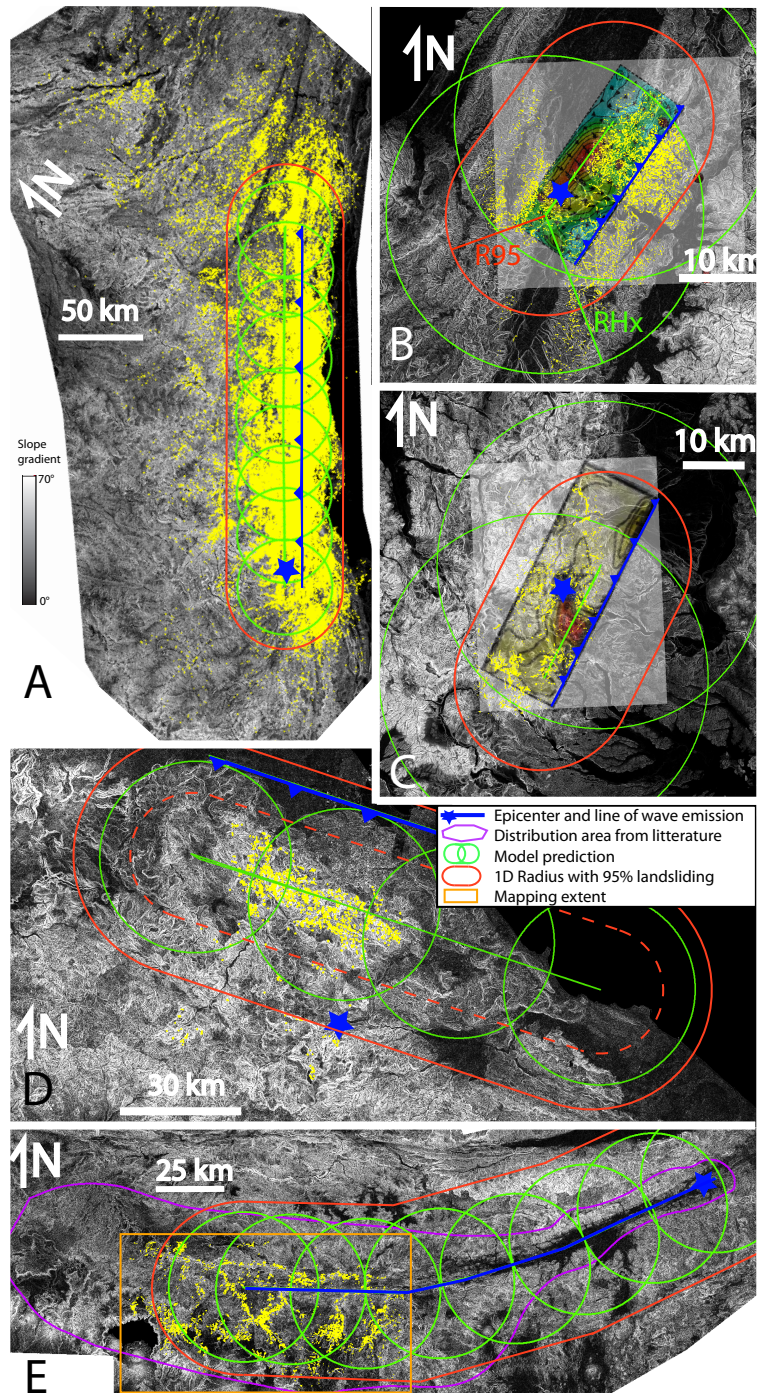 N
50 km
Slope
gradient
70°
0°
A
N
R95
RHx
10 km
B
N
10 km
C
Epicenter and line of wave emission
Distribution area from litterature
Model prediction
1D Radius with 95% landsliding
Mapping extent
N
D
30 km
N
25 km
E